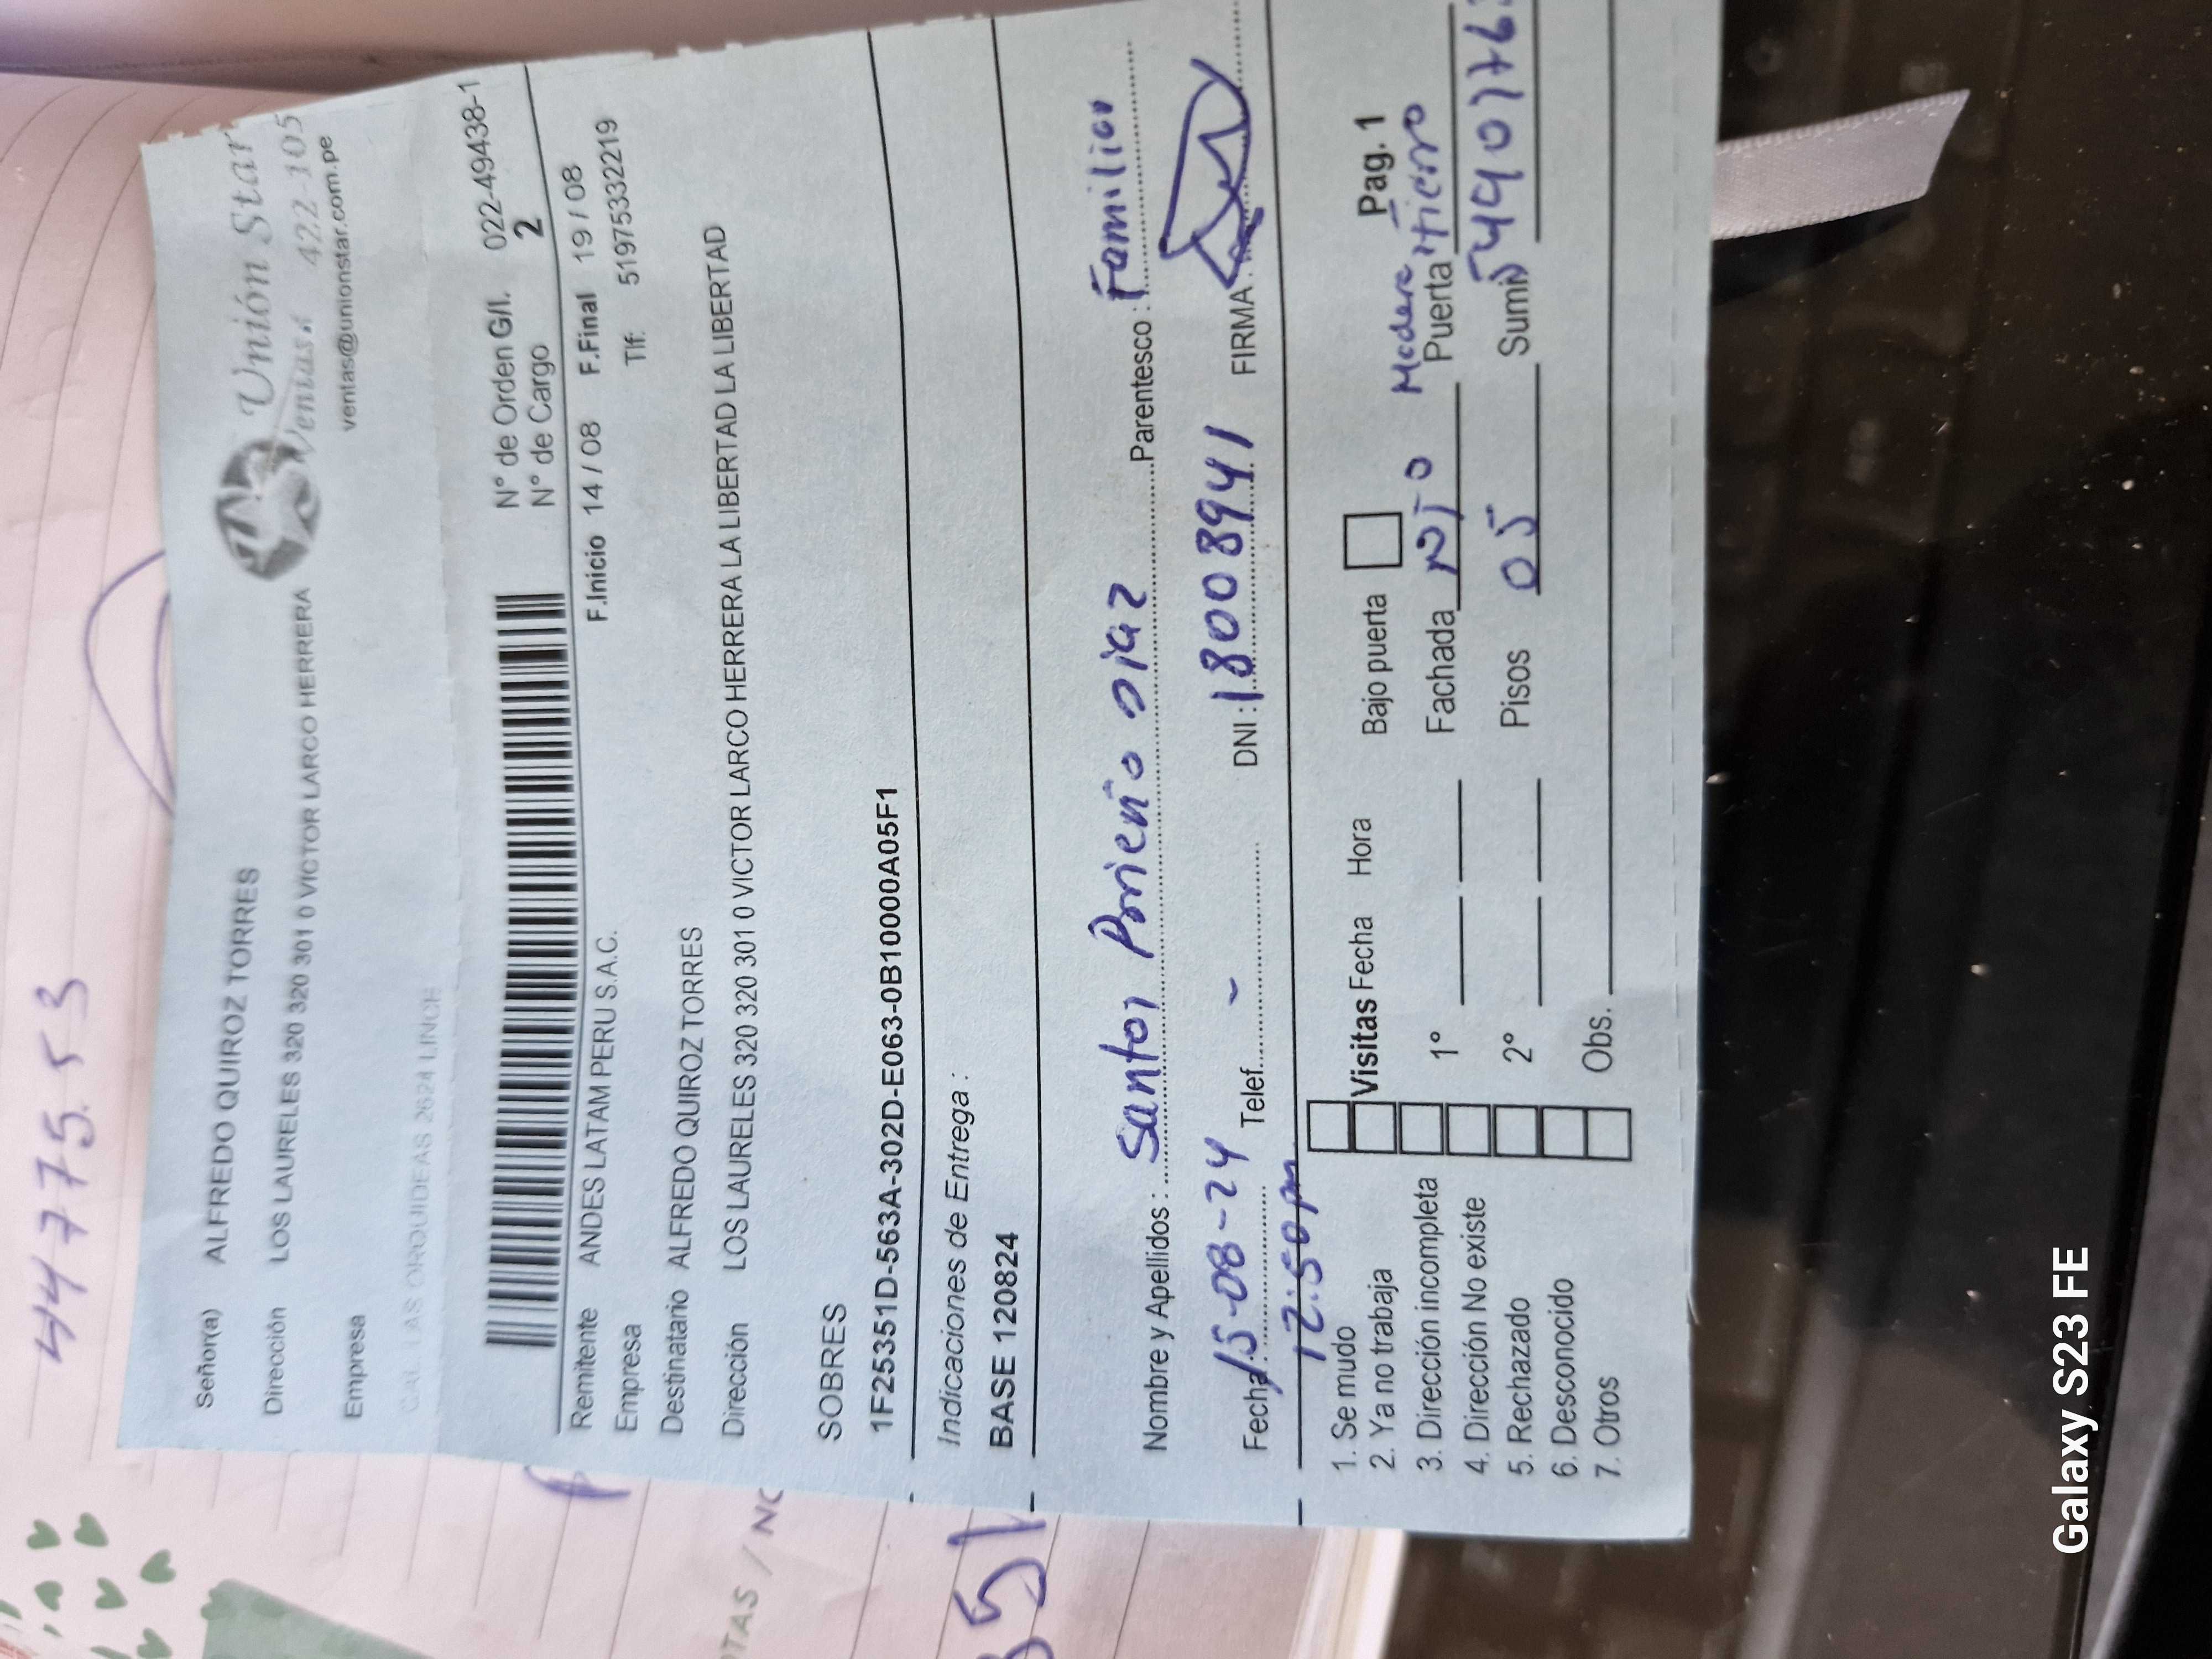 44775.53
Unión Star
Ventas: 422-105
ventas@unionstar.com.pe
Señor(a) ALFREDO QUIROZ TORRES
Dirección LOS LAURELES 320 320 301 0 VICTOR LARCO HERRERA
Empresa
CAL. LAS ORQUIDEAS 2624 LINCE
N° de Orden G/I. 022-49438-1
N° de Cargo 2
Remitente ANDES LATAM PERU S.A.C. F.Inicio 14 / 08 F.Final 19 / 08
Empresa Tlf: 51975332219
Destinatario ALFREDO QUIROZ TORRES
Dirección LOS LAURELES 320 320 301 0 VICTOR LARCO HERRERA LA LIBERTAD LA LIBERTAD LA LIBERTAD
SOBRES
1F25351D-563A-302D-E063-0B10000A05F1
Indicaciones de Entrega :
BASE 120824
Nombre y Apellidos : Santos Diaz Parentesco : Familiar
Fecha: 15-08-24 Telef. - DNI : 18008941 FIRMA
12:50 pm
1. Se mudo
2. Ya no trabaja
3. Dirección incompleta
4. Dirección No existe
5. Rechazado
6. Desconocido
7. Otros
Visitas Fecha Hora Bajo puerta Pag. 1
1° Fachada Puerta
2° Pisos 05 Sumin
Obs.
51
Galaxy S23 FE